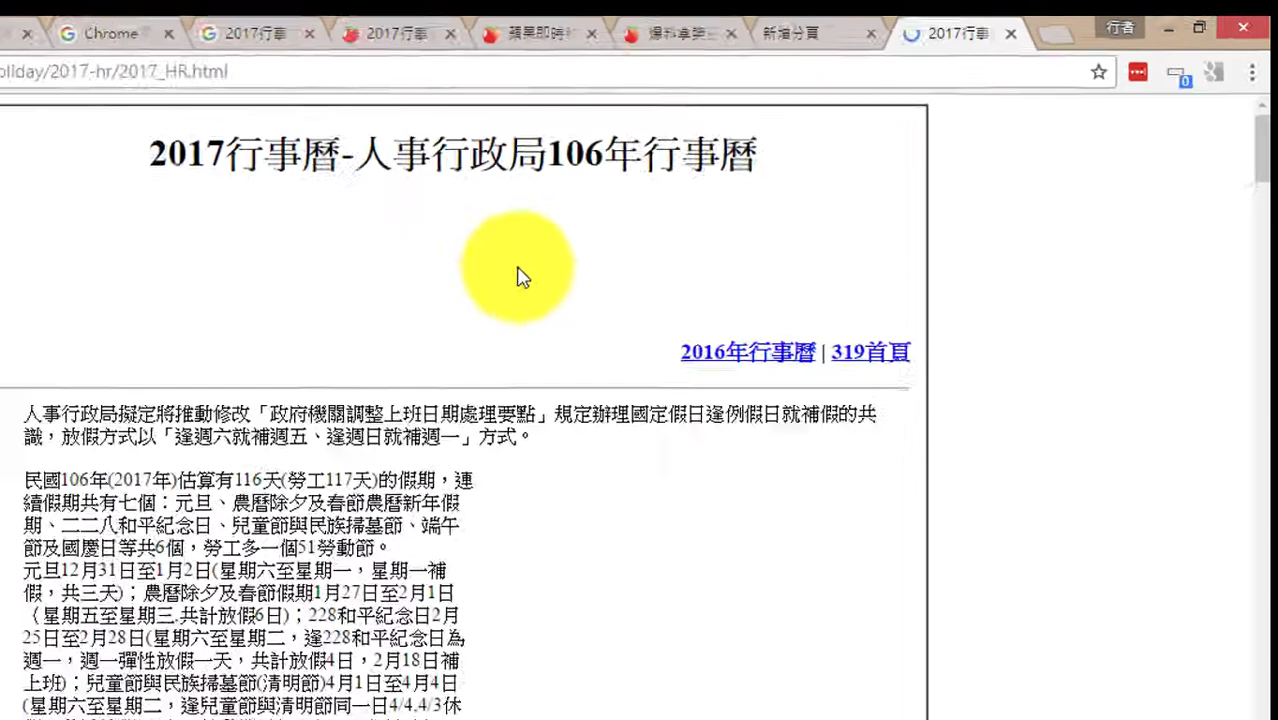 Chrome
2017行事
2017行事
蘋果即時
爆料
新增分頁
2017行事
行者
oliday/2017-hr/2017_HR.html
0
2017行事曆-人事行政局106年行事曆
2016年行事曆 | 319首頁
人事行政局擬定將推動修改「政府機關調整上班日期處理要點」規定辦理國定假日逢例假日就補假的共
識，放假方式以「逢週六就補週五、逢週日就補週一」方式。
民國106年(2017年)估算有116天(勞工117天)的假期，連
續假期共有七個：元旦、農曆除夕及春節農曆新年假
期、二二八和平紀念日、兒童節與民族掃墓節、端午
節及國慶日等共6個，勞工多一個51勞動節。
元旦12月31日至1月2日(星期六至星期一，星期一補
假，共三天)；農曆除夕及春節假期1月27日至2月1日
（星期五至星期三.共計放假6日)；228和平紀念日2月
25日至2月28日(星期六至星期二，逢228和平紀念日為
週一，週一彈性放假一天，共計放假4日，2月18日補
上班)；兒童節與民族掃墓節(清明節)4月1日至4月4日
(星期六至星期二，逢兒童節與清明節同一日4/4.4/3休